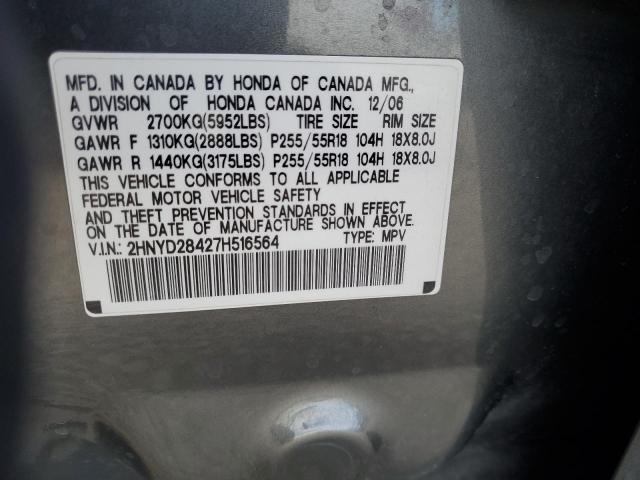 MFD. IN CANADA BY HONDA OF CANADA MFG.,
A DIVISION OF HONDA CANADA INC. 12/06
GVWR 2700KG(5952LBS) TIRE SIZE RIM SIZE
GAWR F 1310KG(2888LBS) P255/55R18 104H 18X8.0J
GAWR R 1440KG(3175LBS) P255/55R18 104H 18X8.0J
THIS VEHICLE CONFORMS TO ALL APPLICABLE
FEDERAL MOTOR VEHICLE SAFETY
AND THEFT PREVENTION STANDARDS IN EFFECT
ON THE DATE OF MANUFACTURE SHOWN ABOVE.
V.I.N.: 2HNYD28427H516564 TYPE: MPV